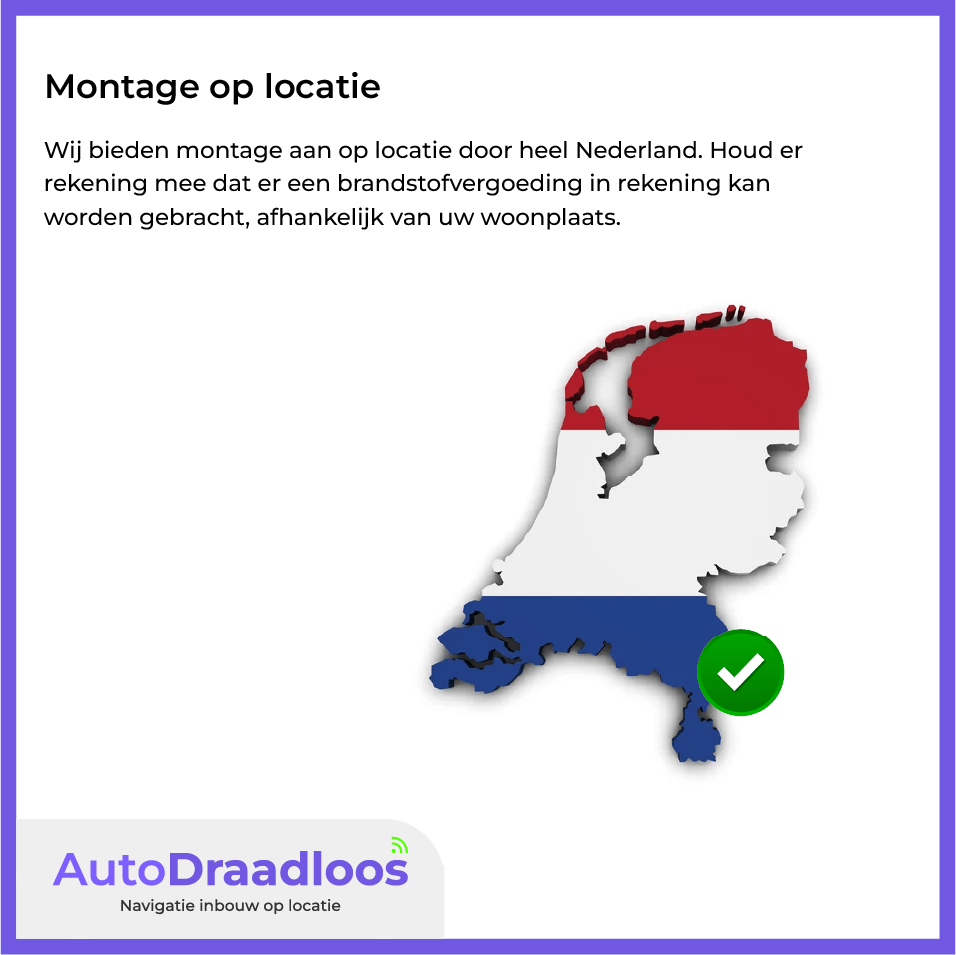 Montage op locatie
Wij bieden montage aan op locatie door heel Nederland. Houd er
rekening mee dat er een brandstofvergoeding in rekening kan
worden gebracht, afhankelijk van uw woonplaats.
AutoDraadloos
Navigatie inbouw op locatie